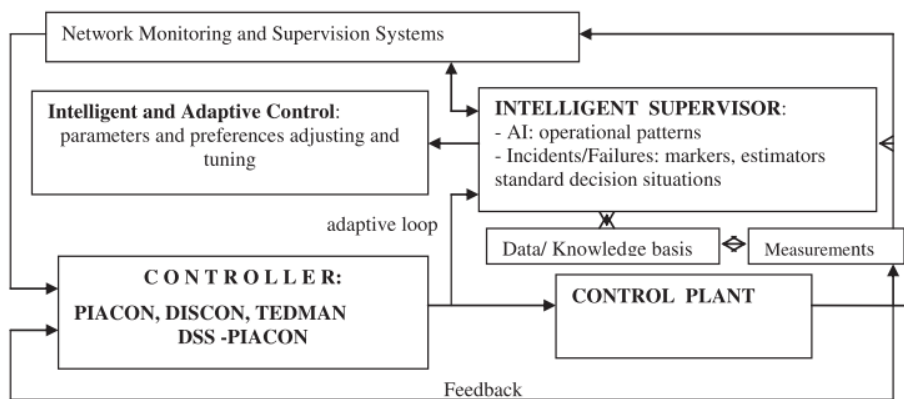 Network Monitoring and Supervision Systems
Intelligent and Adaptive Control:
parameters and preferences adjusting and
tuning
INTELLIGENT SUPERVISOR:
- AI: operational patterns
- Incidents/Failures: markers, estimators
standard decision situations
adaptive loop
Data/ Knowledge basis
Measurements
C O N T R O L L E R:
PIACON, DISCON, TEDMAN
DSS -PIACON
CONTROL PLANT
Feedback